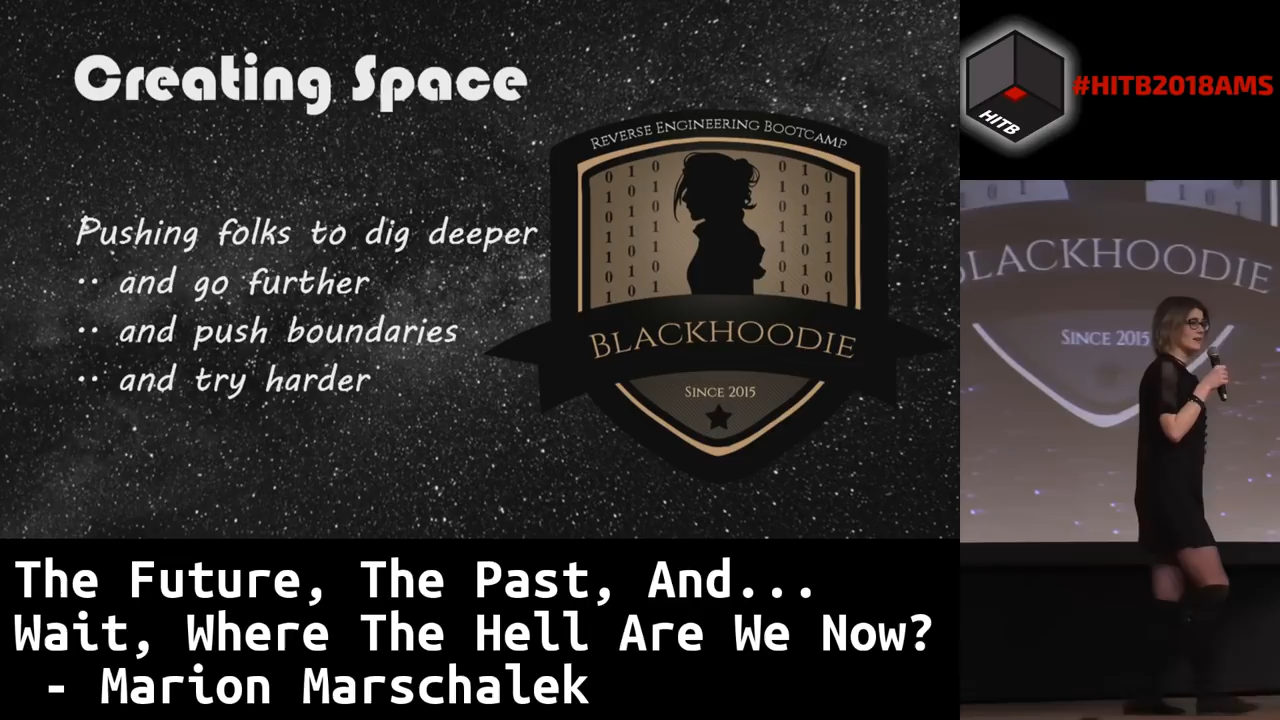 Creating Space
Pushing folks to dig deeper
·· and go further
·· and push boundaries
·· and try harder
REVERSE ENGINEERING BOOTCAMP
BLACKHOODIE
SINCE 2015
HITB
#HITB2018AMS
BLACKHOODIE
SINCE 2015
The Future, The Past, And...
Wait, Where The Hell Are We Now?
- Marion Marschalek